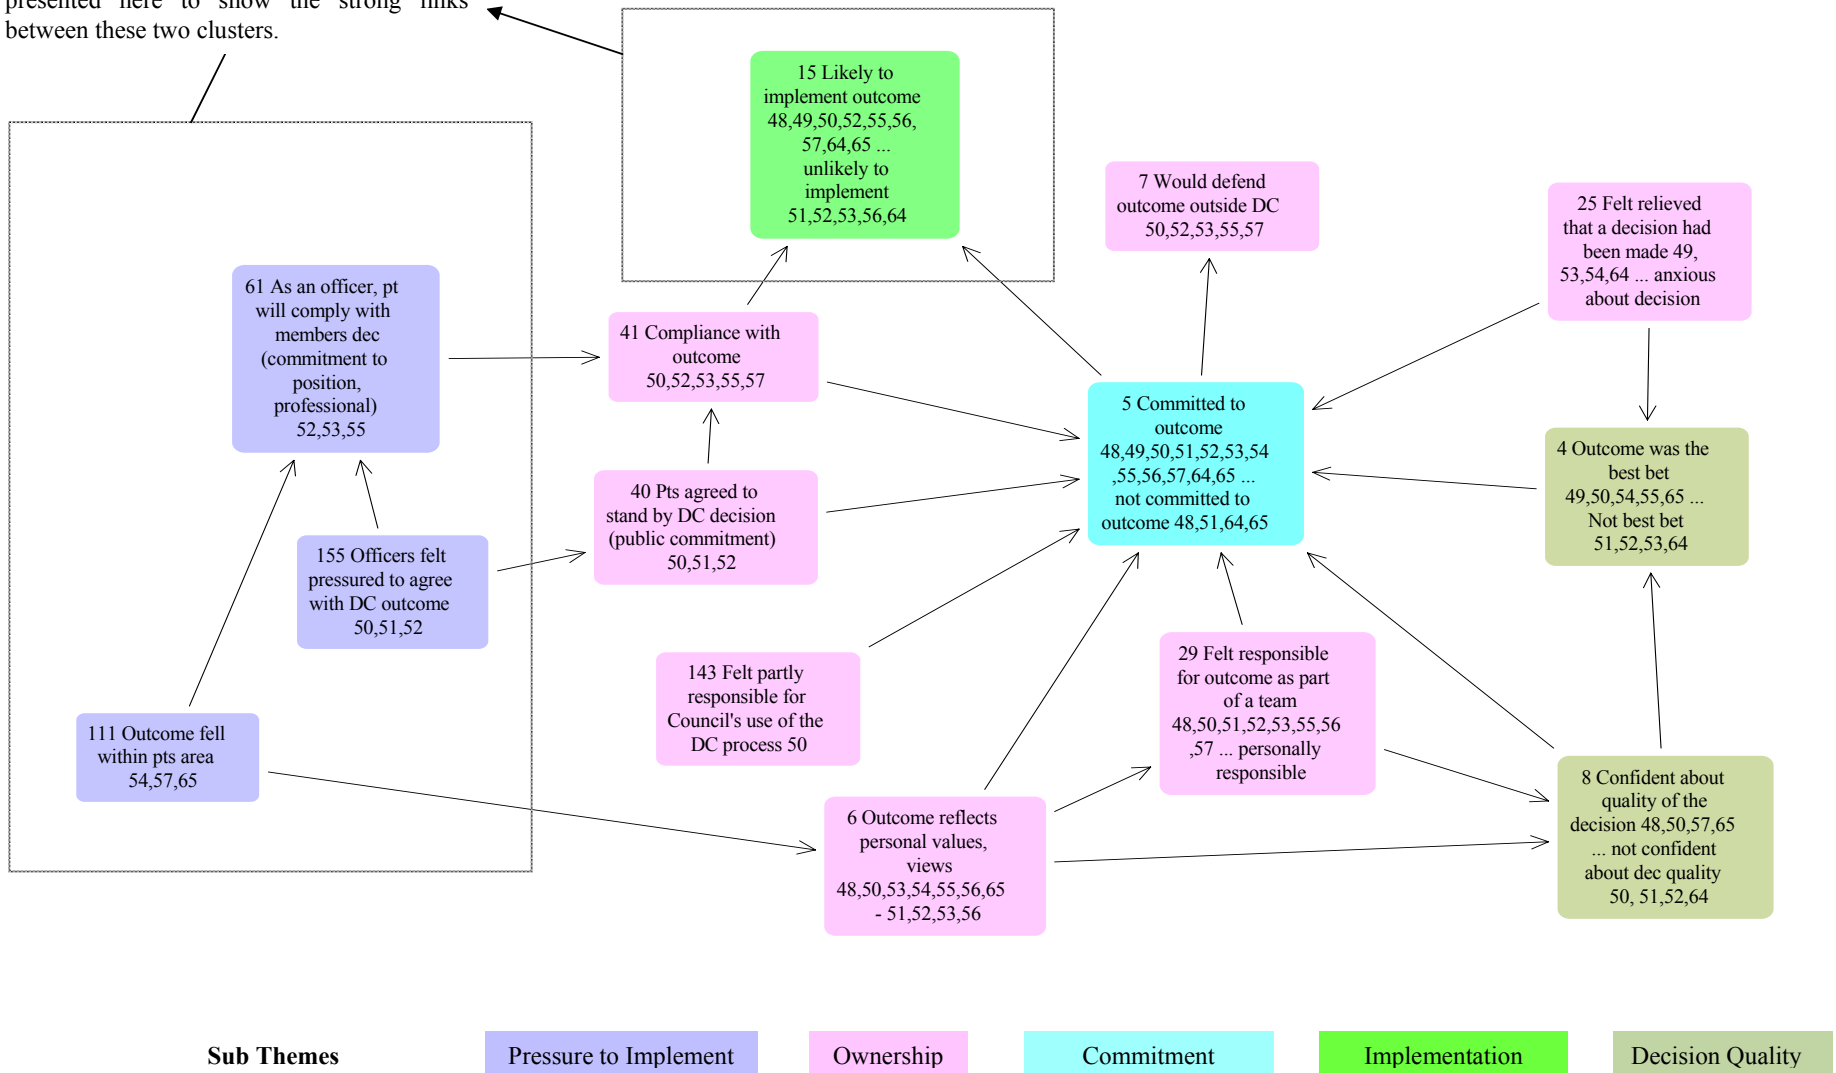 presented here to show the strong links
between these two clusters.
15 Likely to
implement outcome
48,49,50,52,55,56,
57,64,65 ...
unlikely to
implement
51,52,53,56,64
7 Would defend
outcome outside DC
50,52,53,55,57
25 Felt relieved
that a decision had
been made 49,
53,54,64 ... anxious
about decision
61 As an officer, pt
will comply with
members dec
(commitment to
position,
professional)
52,53,55
41 Compliance with
outcome
50,52,53,55,57
5 Committed to
outcome
48,49,50,51,52,53,54
,55,56,57,64,65 ...
not committed to
outcome 48,51,64,65
4 Outcome was the
best bet
49,50,54,55,65 ...
Not best bet
51,52,53,64
40 Pts agreed to
stand by DC decision
(public commitment)
50,51,52
155 Officers felt
pressured to agree
with DC outcome
50,51,52
143 Felt partly
responsible for
Council's use of the
DC process 50
29 Felt responsible
for outcome as part
of a team
48,50,51,52,53,55,56
,57 ... personally
responsible
111 Outcome fell
within pts area
54,57,65
6 Outcome reflects
personal values,
views
48,50,53,54,55,56,65
- 51,52,53,56
8 Confident about
quality of the
decision 48,50,57,65
... not confident
about dec quality
50, 51,52,64
Sub Themes
Pressure to Implement
Ownership
Commitment
Implementation
Decision Quality